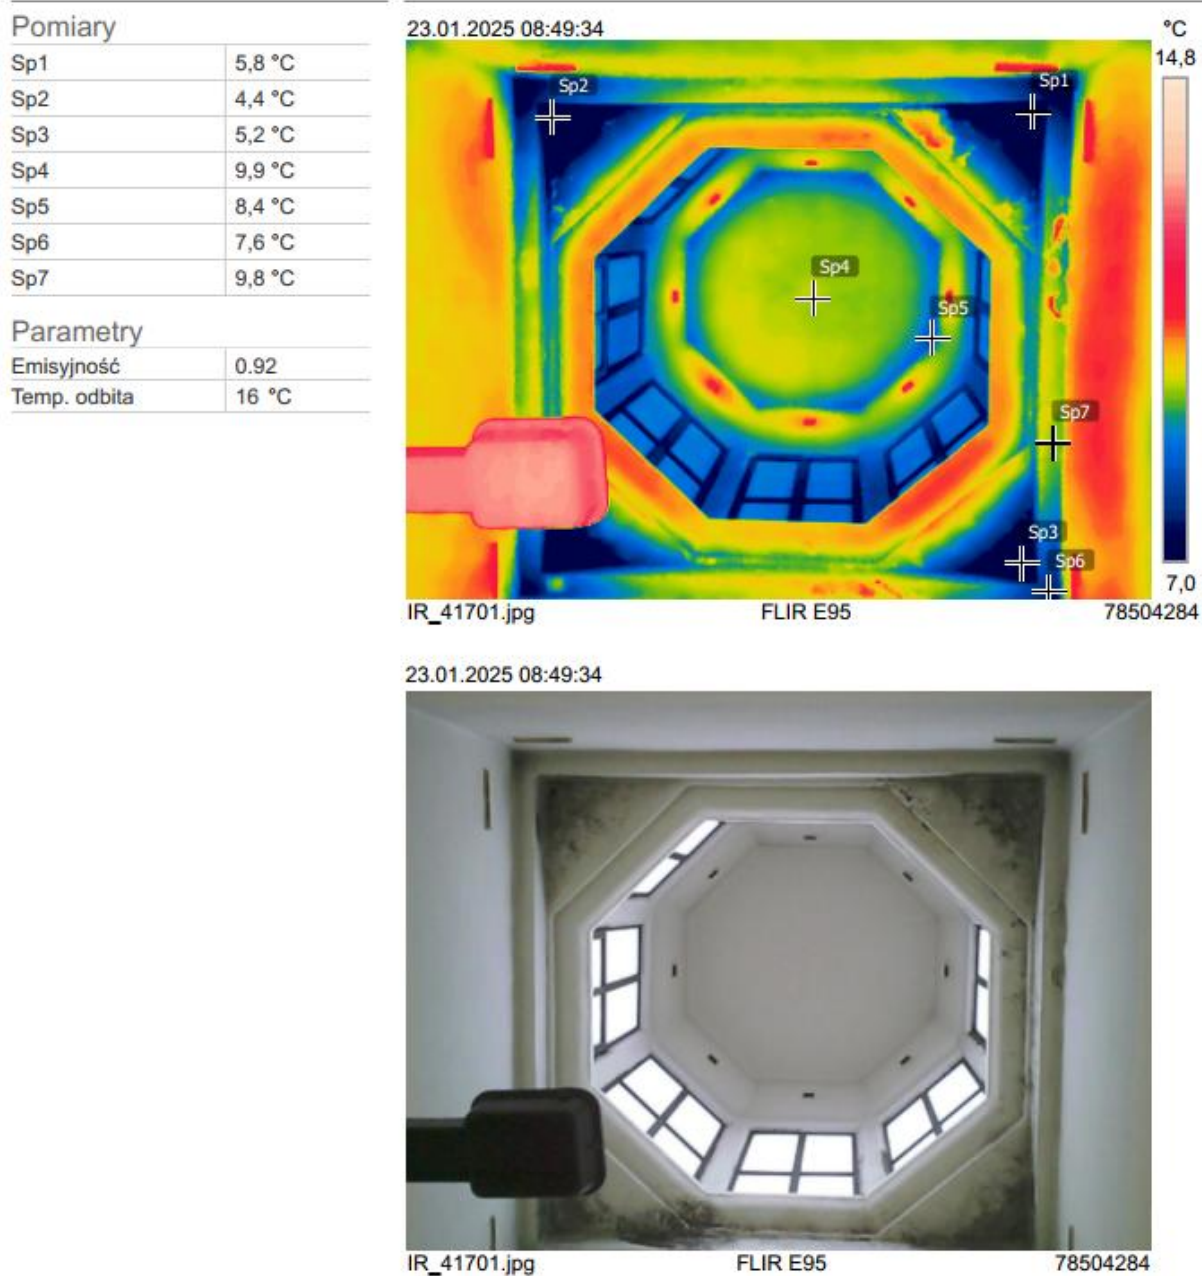 Pomiary
Sp1 5,8 °C
Sp2 4,4 °C
Sp3 5,2 °C
Sp4 9,9 °C
Sp5 8,4 °C
Sp6 7,6 °C
Sp7 9,8 °C
Parametry
Emisyjność 0.92
Temp. odbita 16 °C
23.01.2025 08:49:34
°C
14,8
Sp2
Sp1
Sp4
Sp5
Sp7
Sp3
Sp6
7,0
IR_41701.jpg FLIR E95 78504284
23.01.2025 08:49:34
IR_41701.jpg FLIR E95 78504284